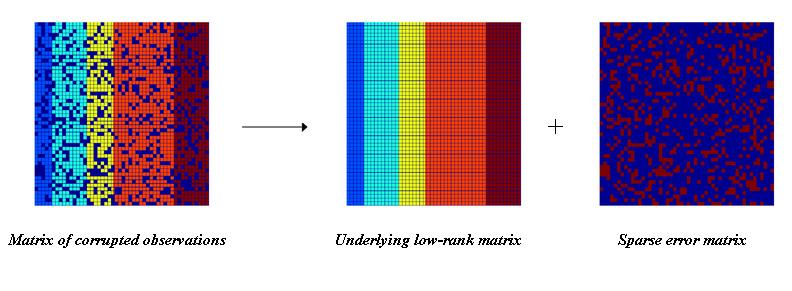 Matrix of corrupted observations
Underlying low-rank matrix
+
Sparse error matrix